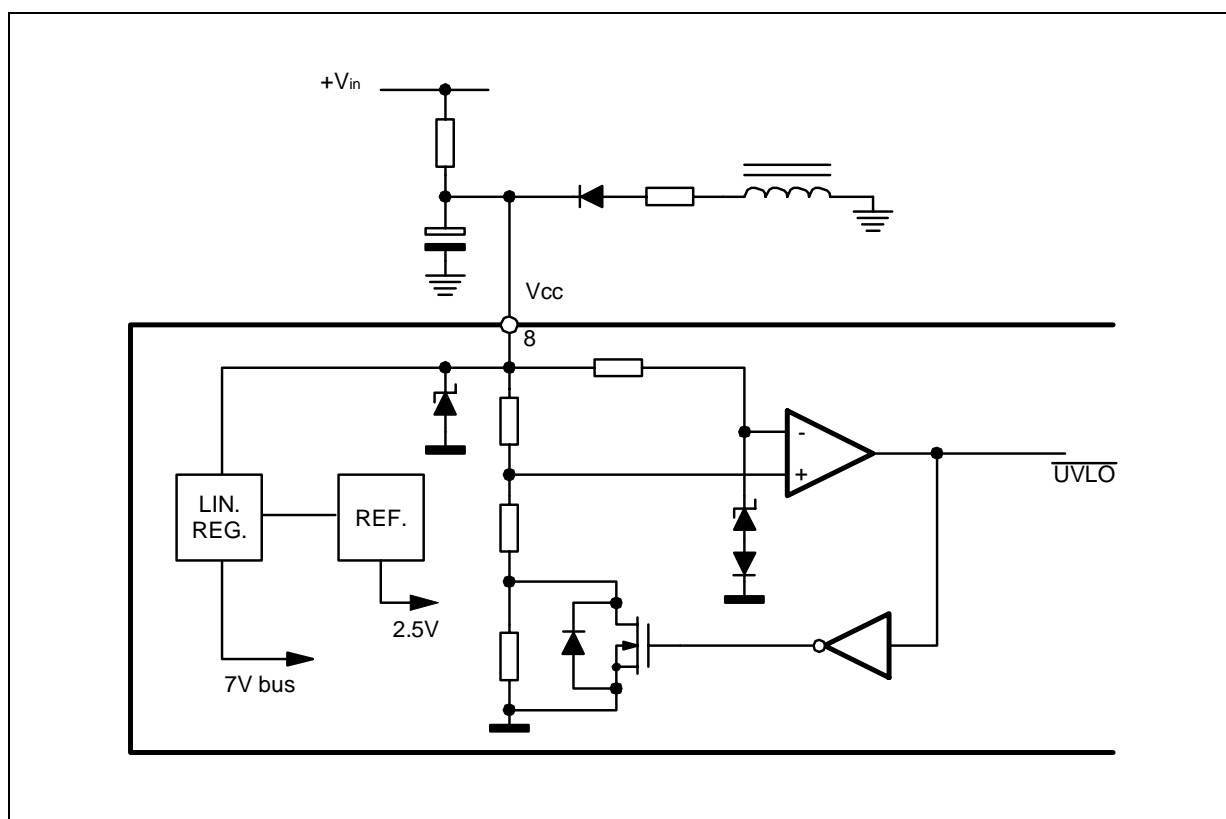 +Vin
Vcc
8
-
+
UVLO
LIN.
REG.
REF.
2.5V
7V bus